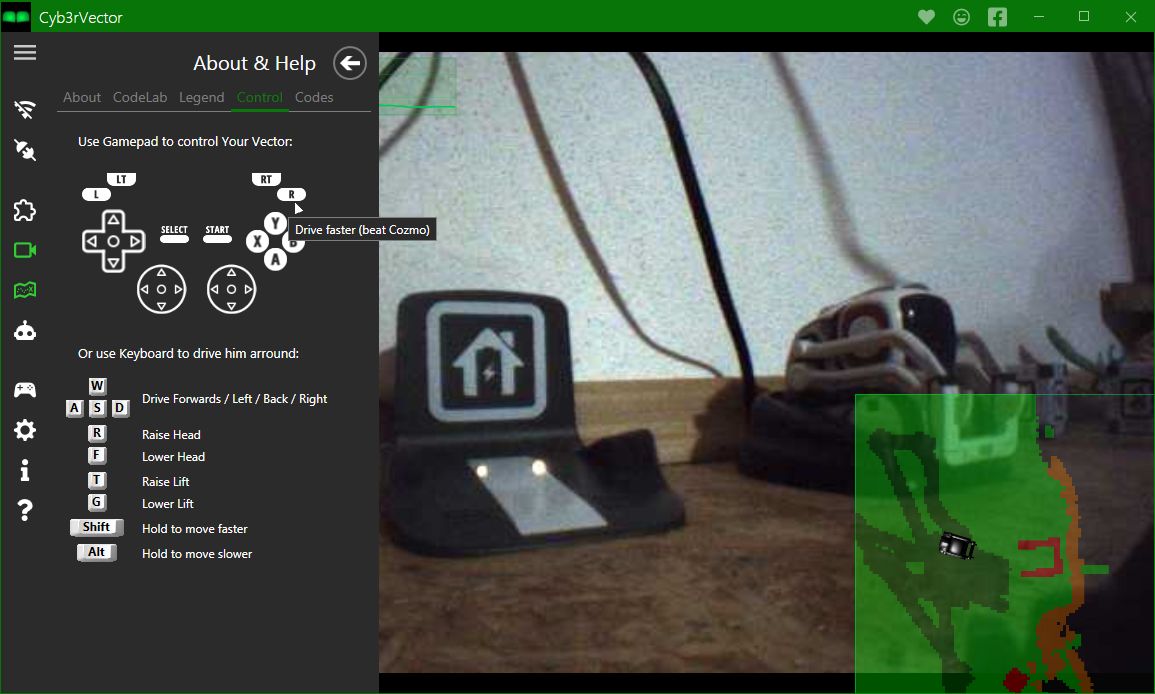 Cyb3rVector
About & Help
About CodeLab Legend Control Codes
Use Gamepad to control Your Vector:
LT RT
L R
SELECT START
Y
X B
A
Drive faster (beat Cozmo)
Or use Keyboard to drive him arround:
W
A S D Drive Forwards / Left / Back / Right
R Raise Head
F Lower Head
T Raise Lift
G Lower Lift
Shift Hold to move faster
Alt Hold to move slower